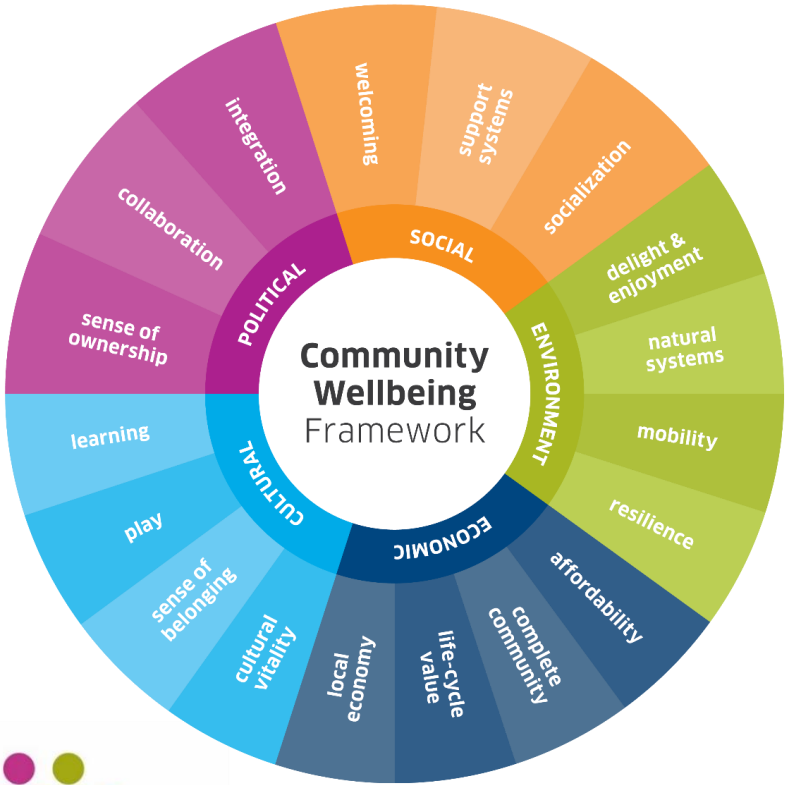 Community
Wellbeing
Framework
SOCIAL
welcoming
support
systems
socialization
ENVIRONMENT
delight &
enjoyment
natural
systems
mobility
resilience
ECONOMIC
affordability
complete
community
life-cycle
value
local
economy
CULTURAL
cultural
vitality
sense of
belonging
play
learning
POLITICAL
sense of
ownership
collaboration
integration